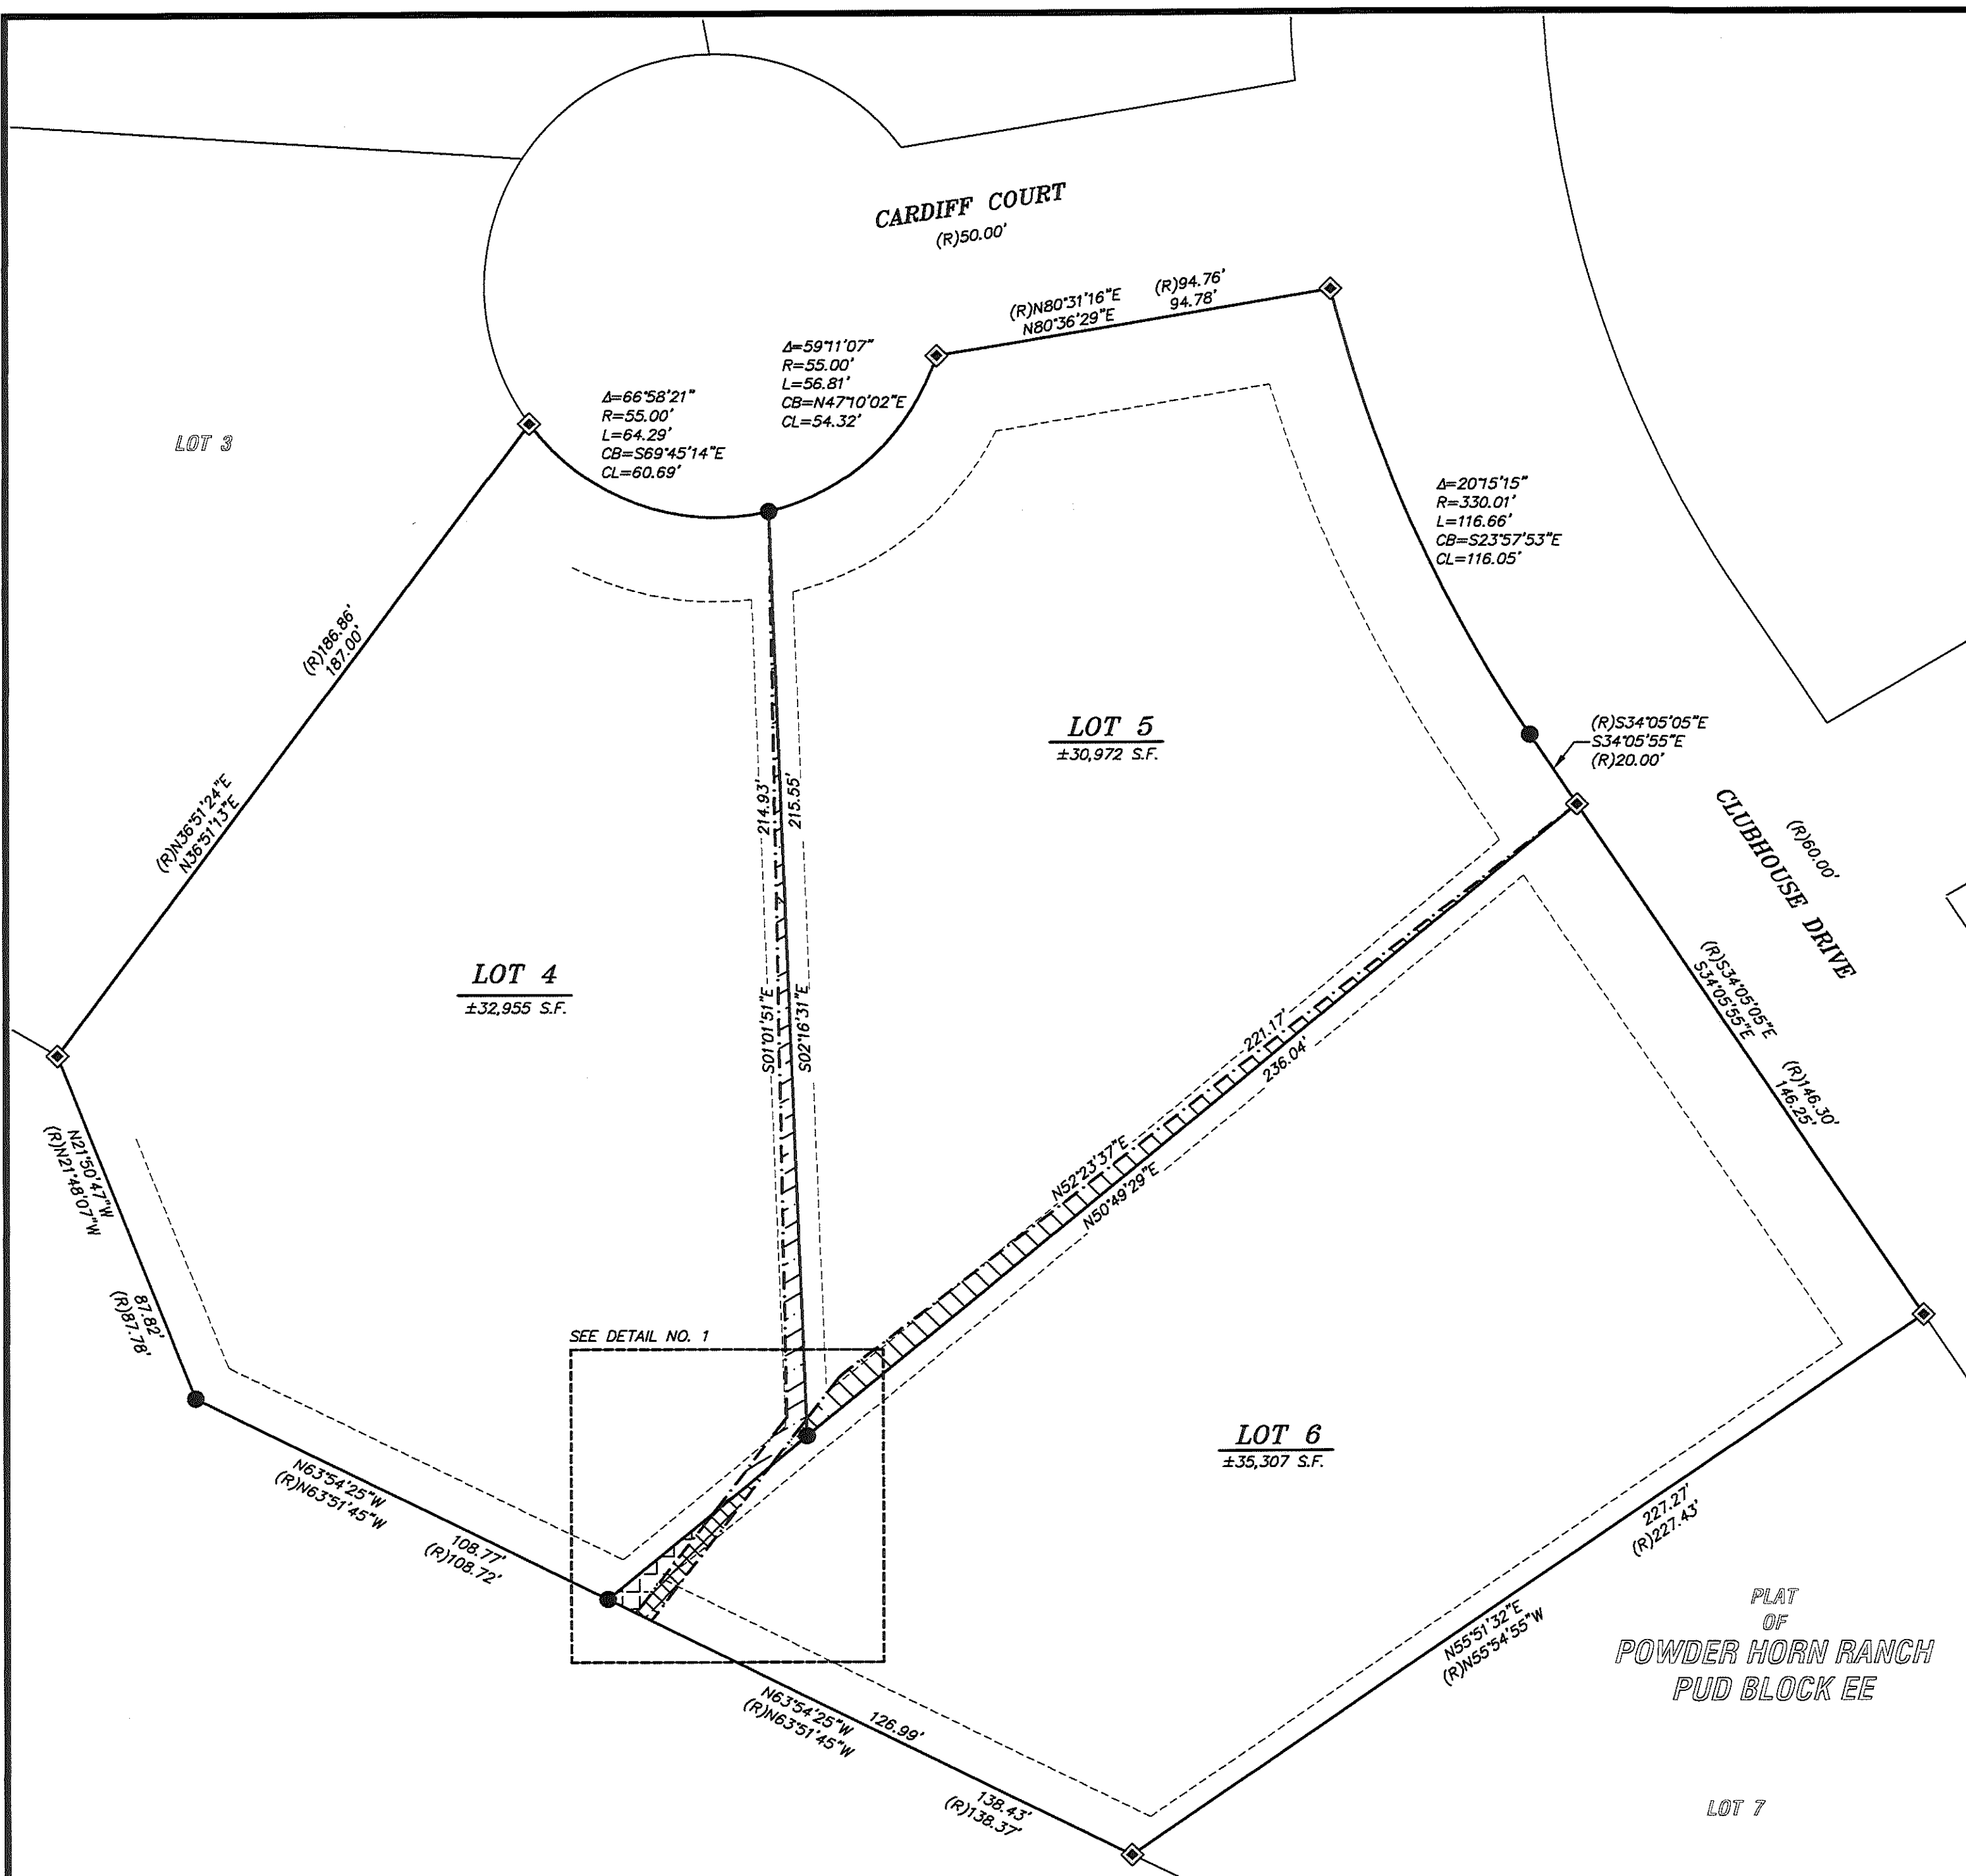 CARDIFF COURT
(R)50.00'
(R)N80°31'16"E
N80°36'29"E
(R)94.76'
94.78'
Δ=59°11'07"
R=55.00'
L=56.81'
CB=N47°10'02"E
CL=54.32'
Δ=66°58'21"
R=55.00'
L=64.29'
CB=S69°45'14"E
CL=60.69'
LOT 3
Δ=20°15'15"
R=330.01'
L=116.66'
CB=S23°57'53"E
CL=116.05'
(R)186.86'
187.00'
(R)N36°51'24"E
N36°51'13"E
LOT 5
±30,972 S.F.
(R)S34°05'05"E
S34°05'55"E
(R)20.00'
CLUBHOUSE DRIVE
(R)60.00'
214.93'
215.55'
S01°01'51"E
S02°16'31"E
LOT 4
±32,955 S.F.
(R)S34°05'05"E
S34°05'55"E
(R)146.30'
146.25'
221.17'
236.04'
N52°23'37"E
N50°49'29"E
N21°50'47"W
(R)N21°48'07"W
87.82'
(R)87.78'
SEE DETAIL NO. 1
LOT 6
±35,307 S.F.
N63°54'25"W
(R)N63°51'45"W
108.77'
(R)108.72'
227.27'
(R)227.43'
N55°51'32"E
(R)N55°54'55"W
PLAT
OF
POWDER HORN RANCH
PUD BLOCK EE
N63°54'25"W
(R)N63°51'45"W
126.99'
138.43'
(R)138.37'
LOT 7